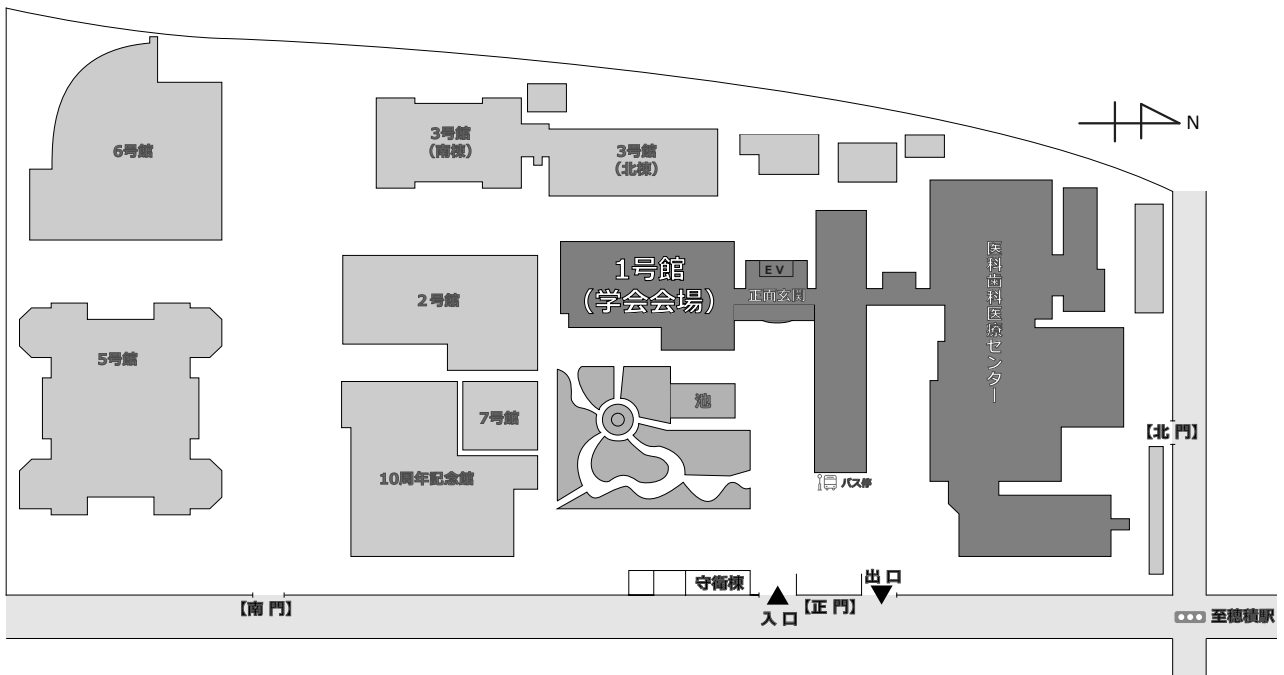 N
6号館
3号館
（南棟）
3号館
（北棟）
1号館
（学会会場）
EV
正面玄関
医科歯科医療センター
2号館
5号館
7号館
池
10周年記念館
バス停
【北門】
守衛棟
出口
【南門】
入口
【正門】
至穂積駅